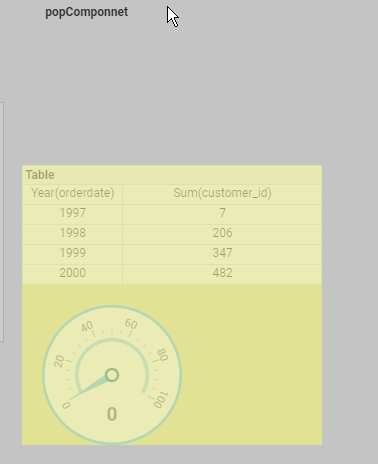 popComponnet
Table
Year(orderdate) Sum(customer_id)
1997 7
1998 206
1999 347
2000 482
0 20 40 60 80 100
0